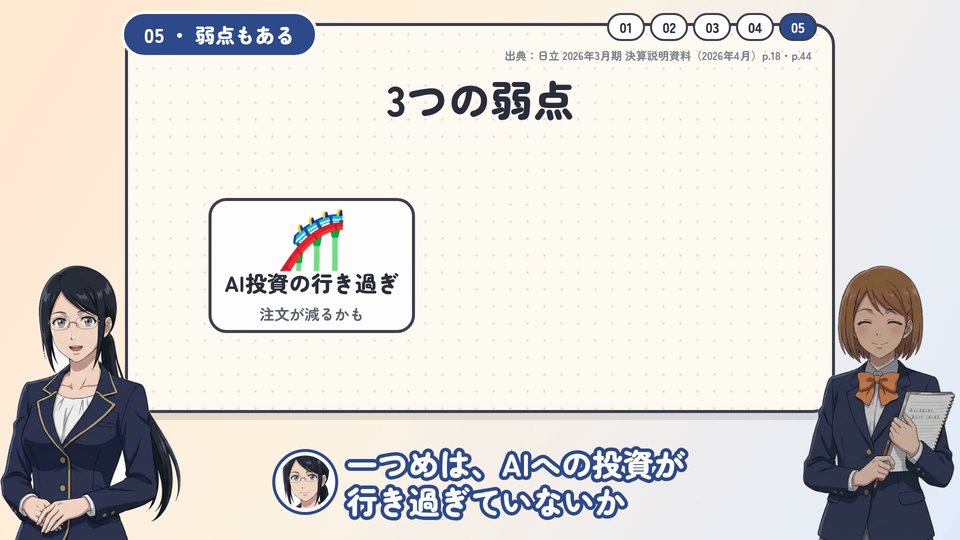 05 ・ 弱点もある
01 02 03 04 05
出典：日立 2026年3月期 決算説明資料（2026年4月）p.18・p.44
3つの弱点
AI投資の行き過ぎ
注文が減るかも
一つめは、AIへの投資が
行き過ぎていないか